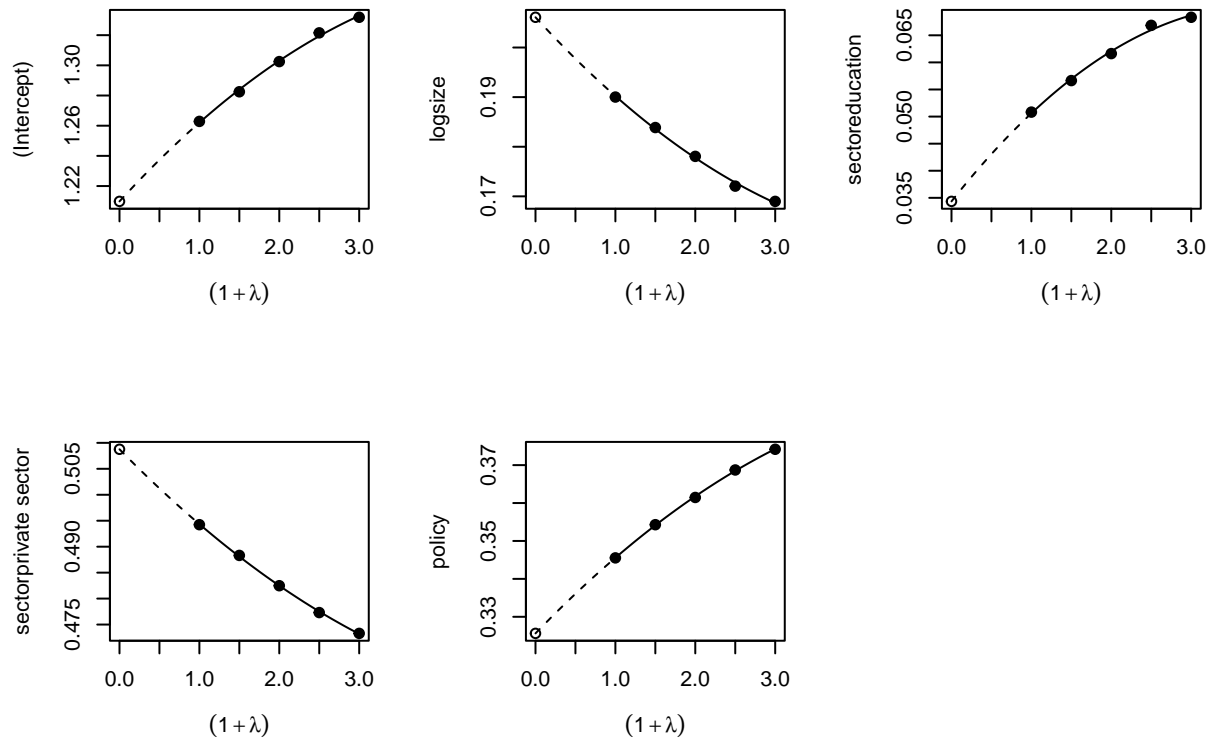 (Intercept)
1.22 1.26 1.30
0.0 1.0 2.0 3.0
(1 + λ)
logsize
0.17 0.19
0.0 1.0 2.0 3.0
(1 + λ)
sectoreducation
0.035 0.050 0.065
0.0 1.0 2.0 3.0
(1 + λ)
sectorprivate sector
0.475 0.490 0.505
0.0 1.0 2.0 3.0
(1 + λ)
policy
0.33 0.35 0.37
0.0 1.0 2.0 3.0
(1 + λ)